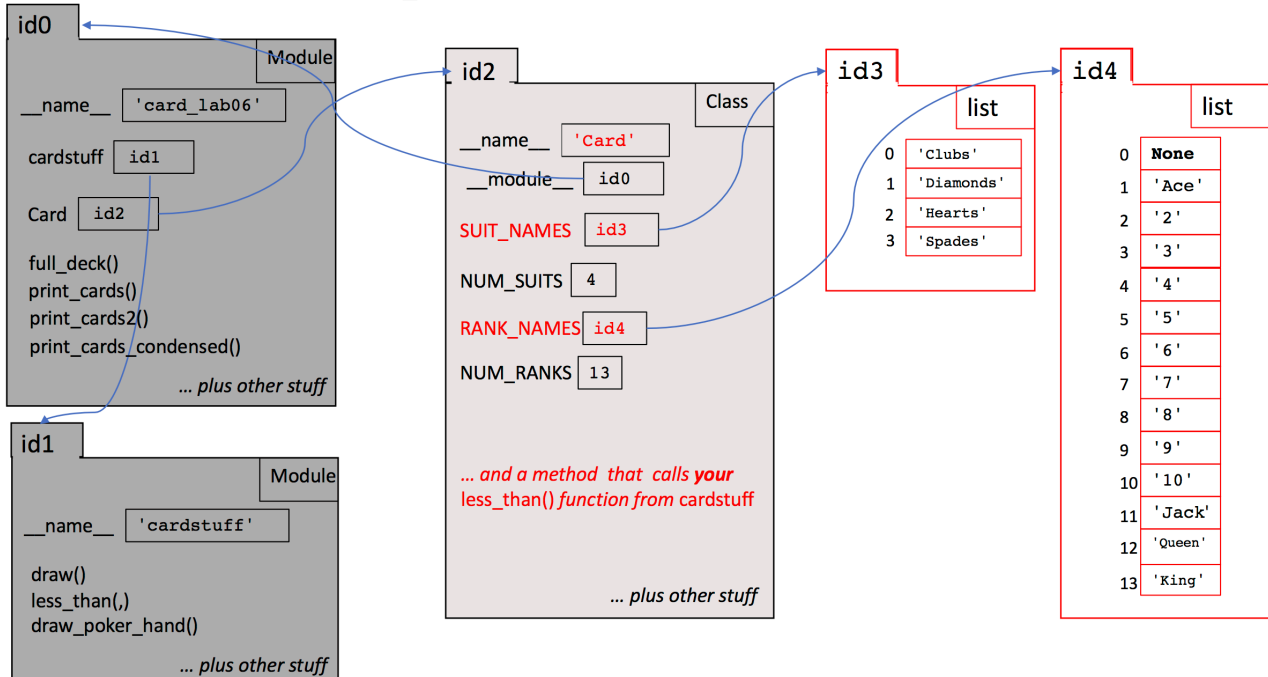 id0
Module
__name__ 'card_lab06'
cardstuff id1
Card id2
full_deck()
print_cards()
print_cards2()
print_cards_condensed()
... plus other stuff
id1
Module
__name__ 'cardstuff'
draw()
less_than(,)
draw_poker_hand()
... plus other stuff
id2
Class
__name__ 'Card'
__module__ id0
SUIT_NAMES id3
NUM_SUITS 4
RANK_NAMES id4
NUM_RANKS 13
... and a method that calls your
less_than() function from cardstuff
... plus other stuff
id3
list
0 'Clubs'
1 'Diamonds'
2 'Hearts'
3 'Spades'
id4
list
0 None
1 'Ace'
2 '2'
3 '3'
4 '4'
5 '5'
6 '6'
7 '7'
8 '8'
9 '9'
10 '10'
11 'Jack'
12 'Queen'
13 'King'